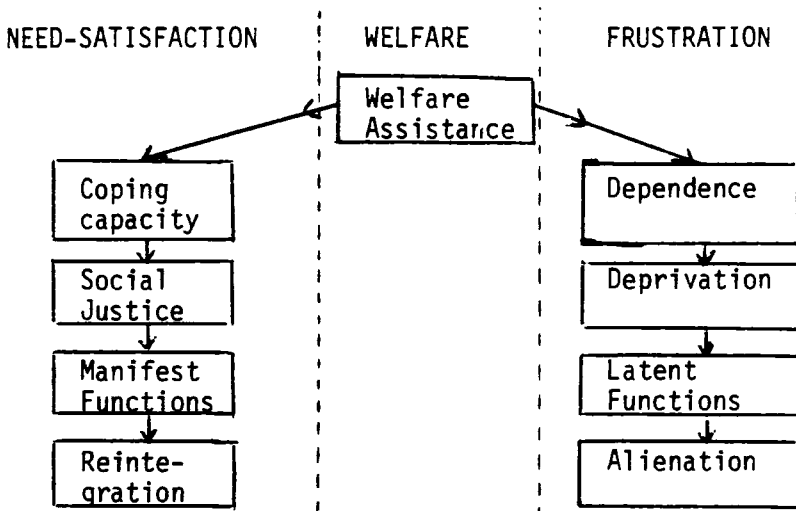 NEED-SATISFACTION
WELFARE
FRUSTRATION
Welfare
Assistance
Coping
capacity
Social
Justice
Manifest
Functions
Reinte-
gration
Dependence
Deprivation
Latent
Functions
Alienation